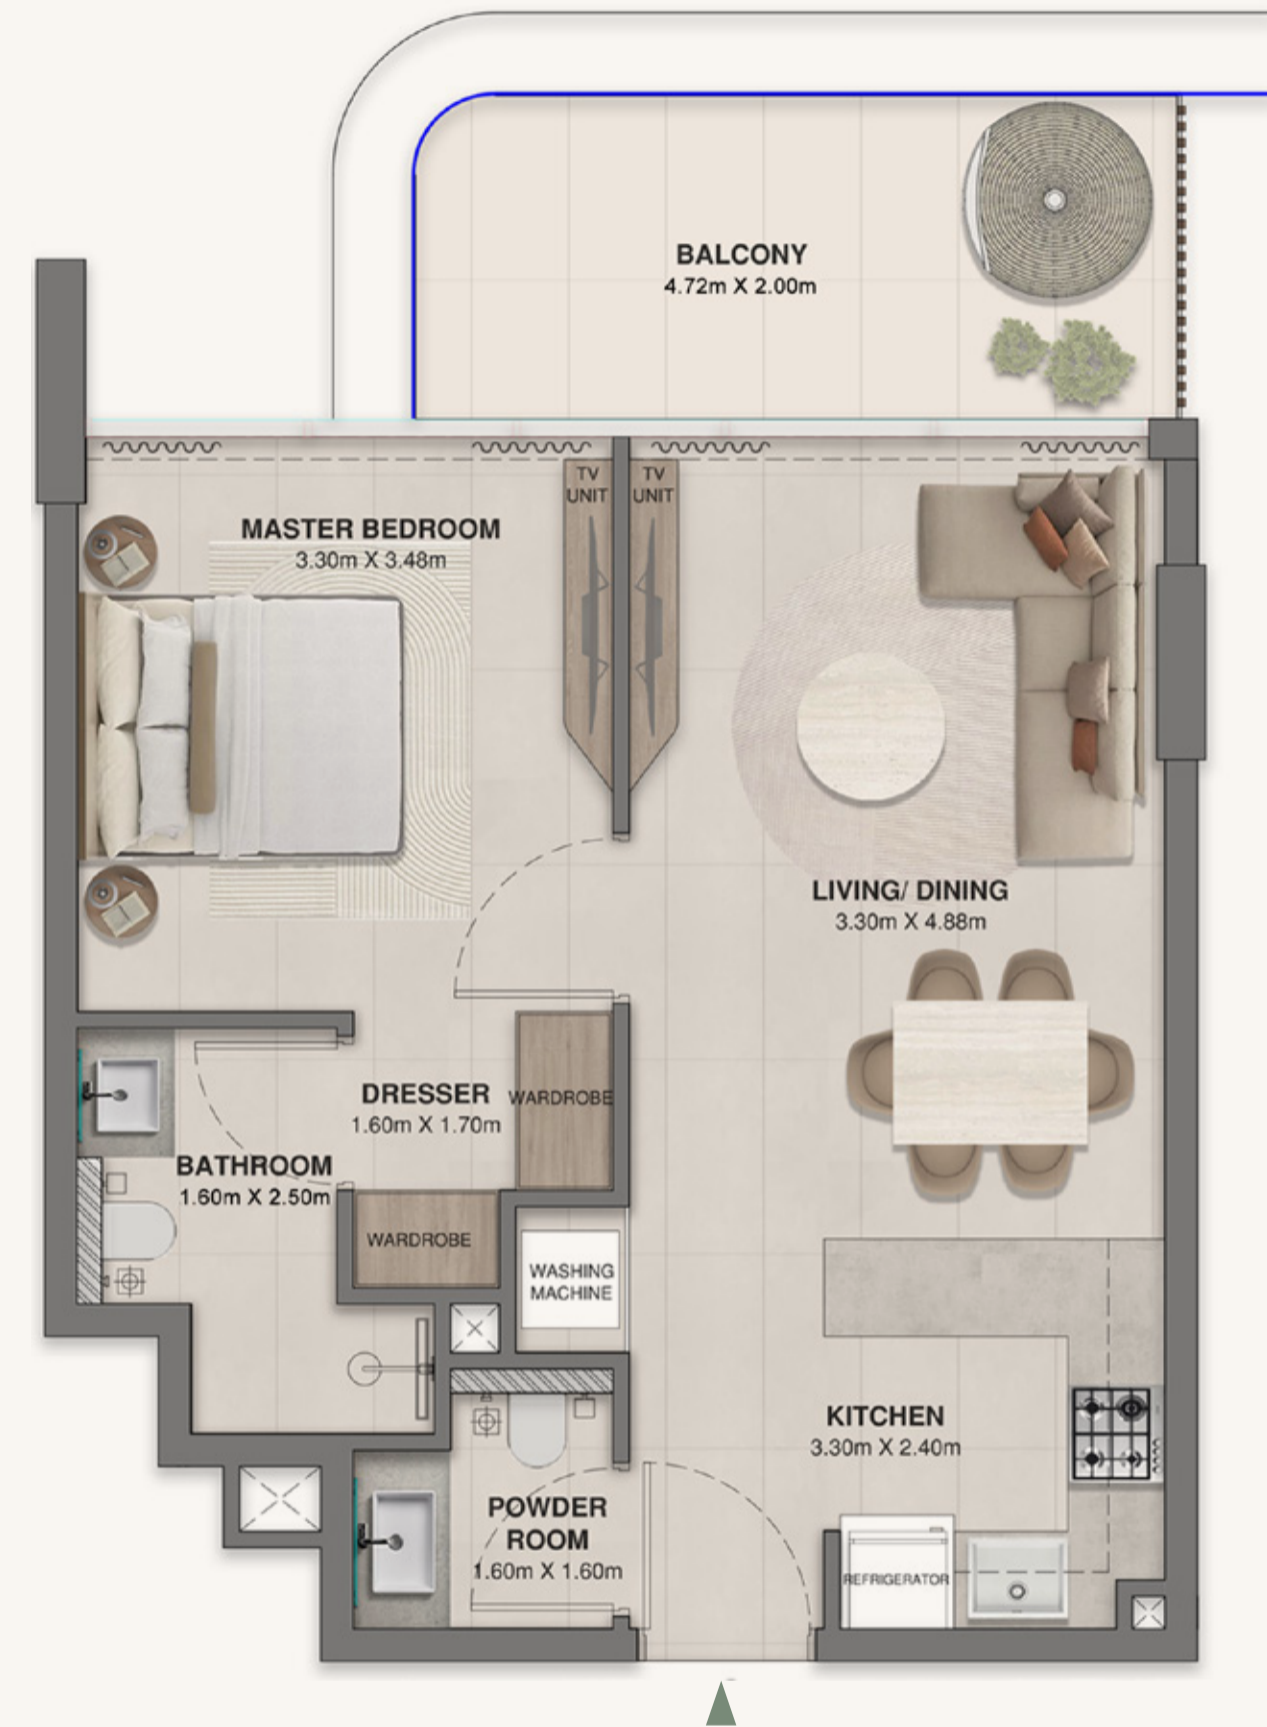 BALCONY
4.72m X 2.00m
TV
UNIT
TV
UNIT
MASTER BEDROOM
3.30m X 3.48m
LIVING/ DINING
3.30m X 4.88m
DRESSER
1.60m X 1.70m
WARDROBE
BATHROOM
1.60m X 2.50m
WARDROBE
WASHING
MACHINE
KITCHEN
3.30m X 2.40m
POWDER
ROOM
1.60m X 1.60m
REFRIGERATOR